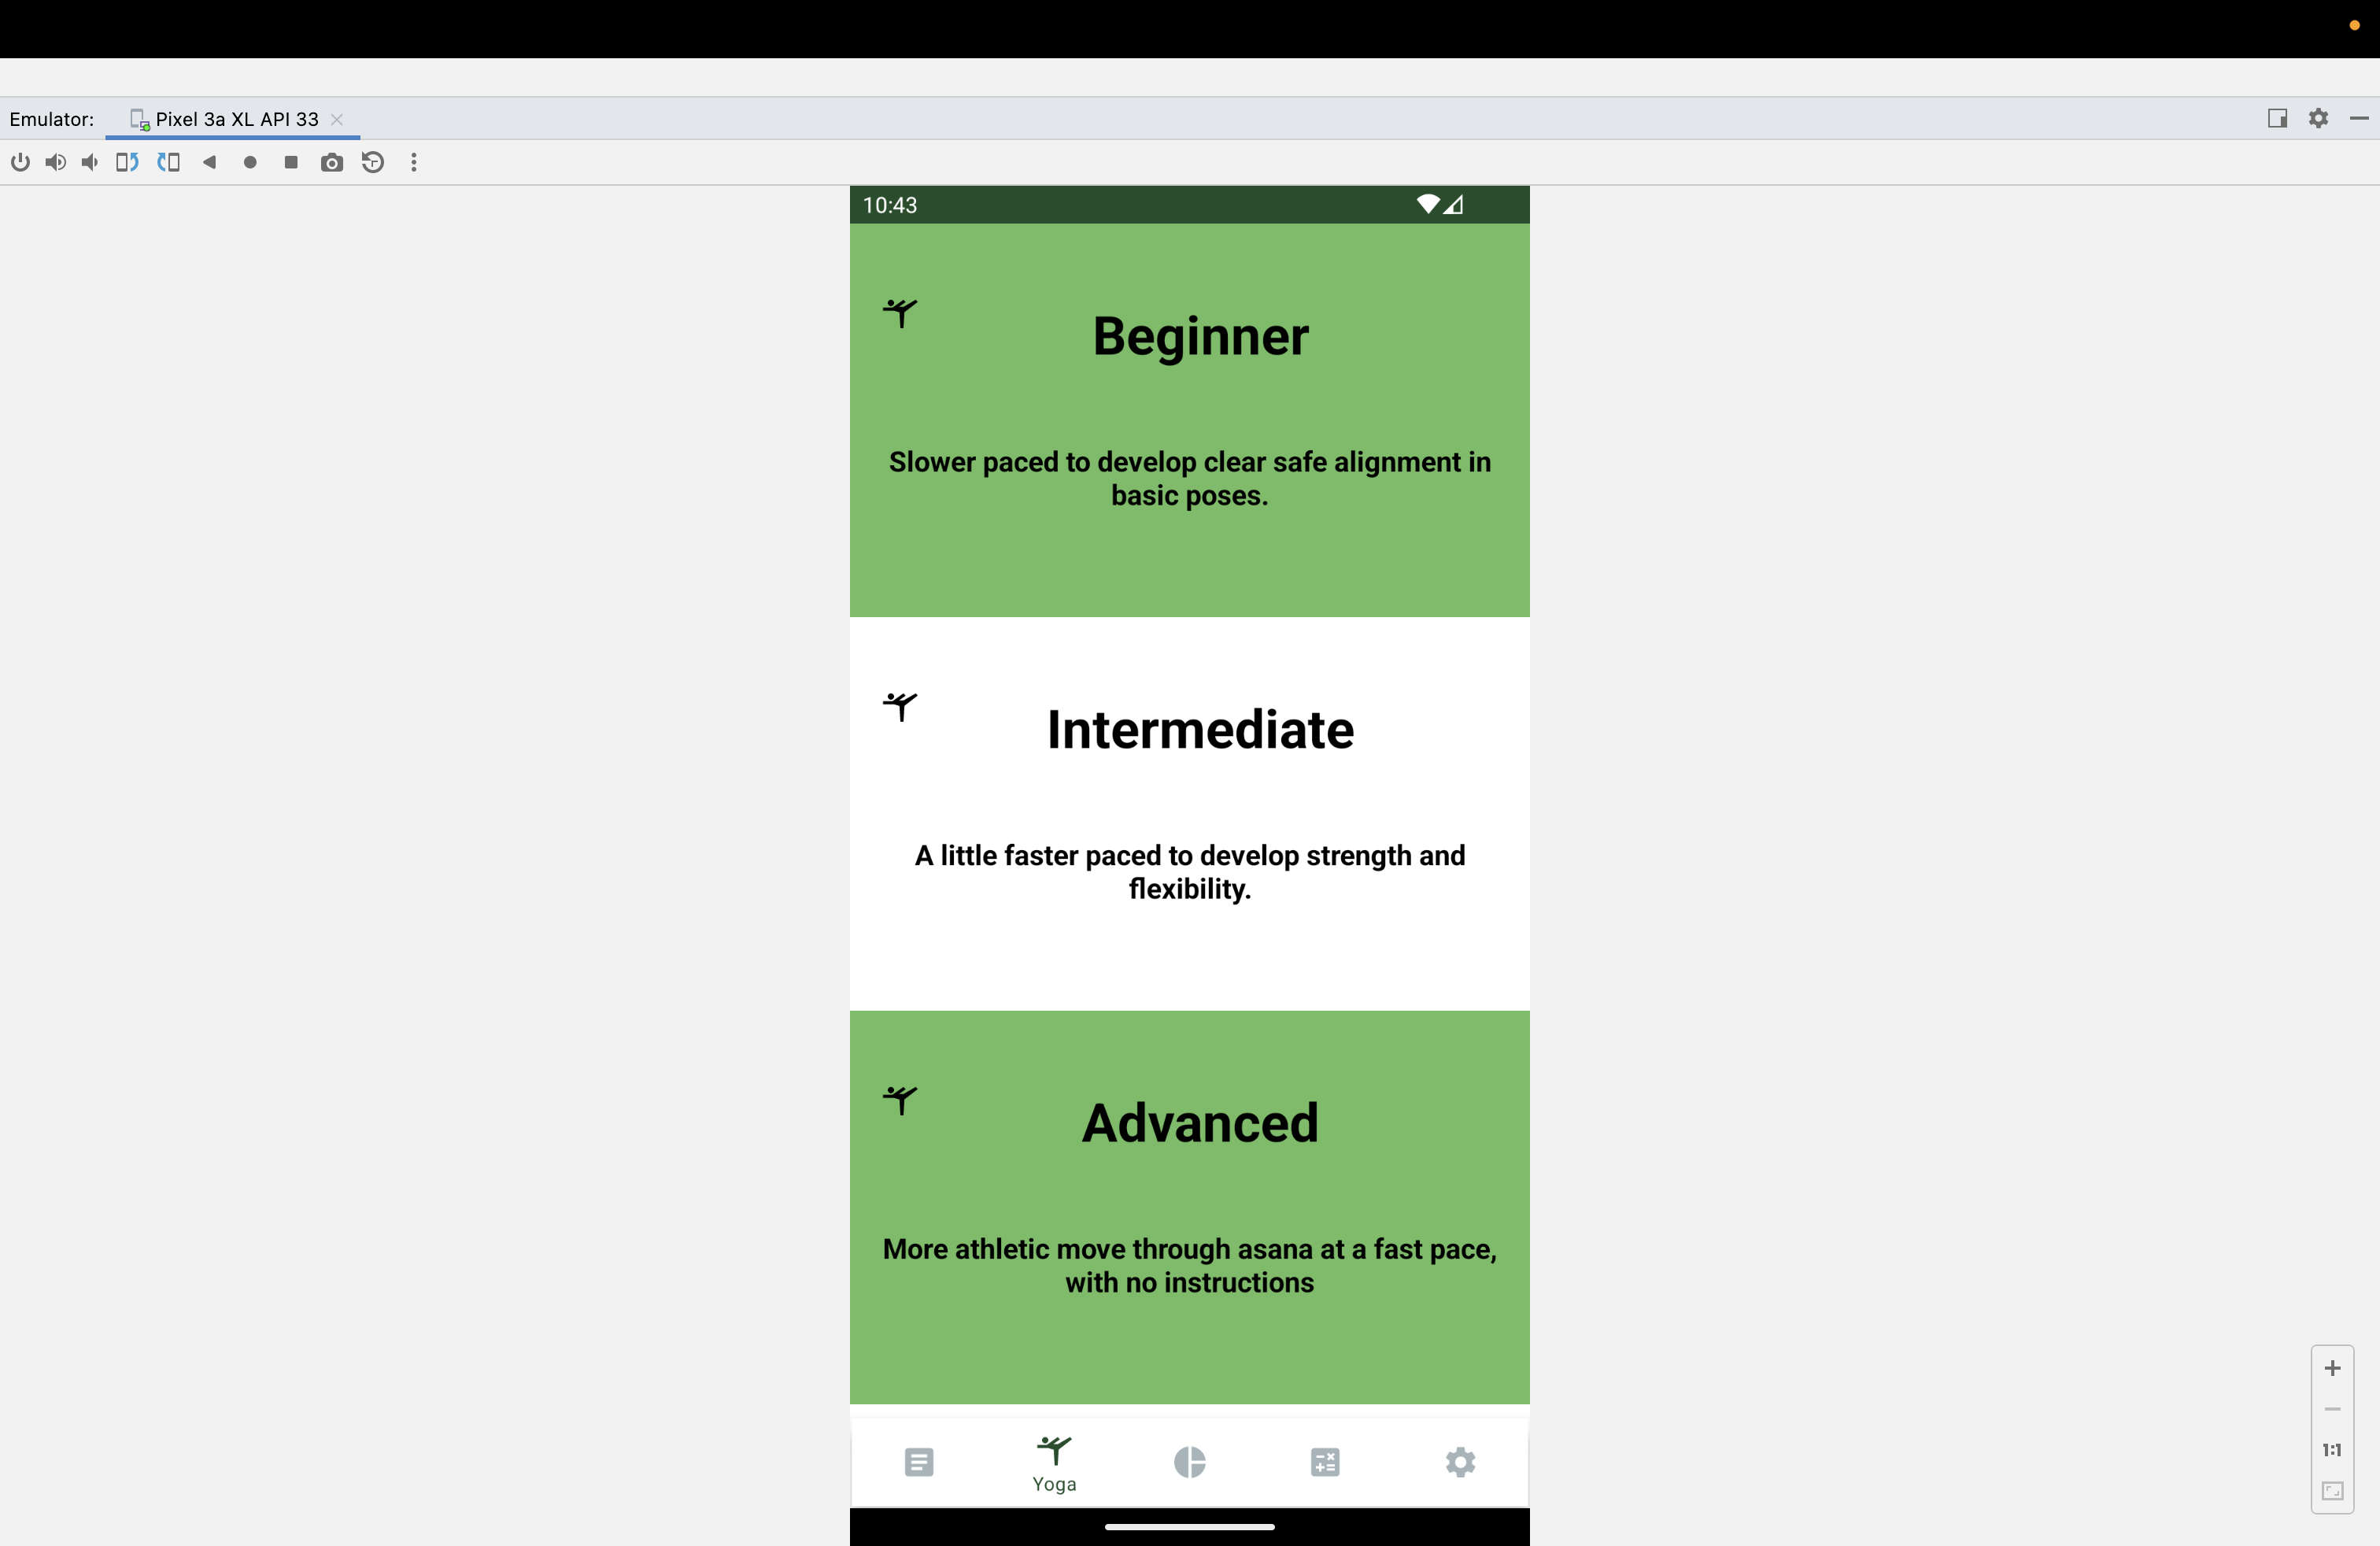 Emulator: Pixel 3a XL API 33
10:43
Beginner
Slower paced to develop clear safe alignment in
basic poses.
Intermediate
A little faster paced to develop strength and
flexibility.
Advanced
More athletic move through asana at a fast pace,
with no instructions
Yoga
1:1